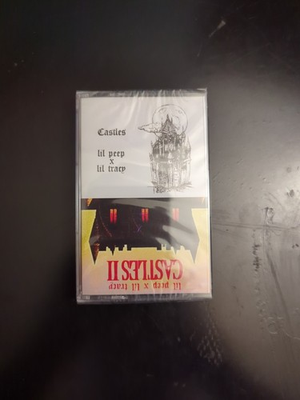 Castles
lil peep
x
lil tracy
CASTLES II
lil peep x lil tracy